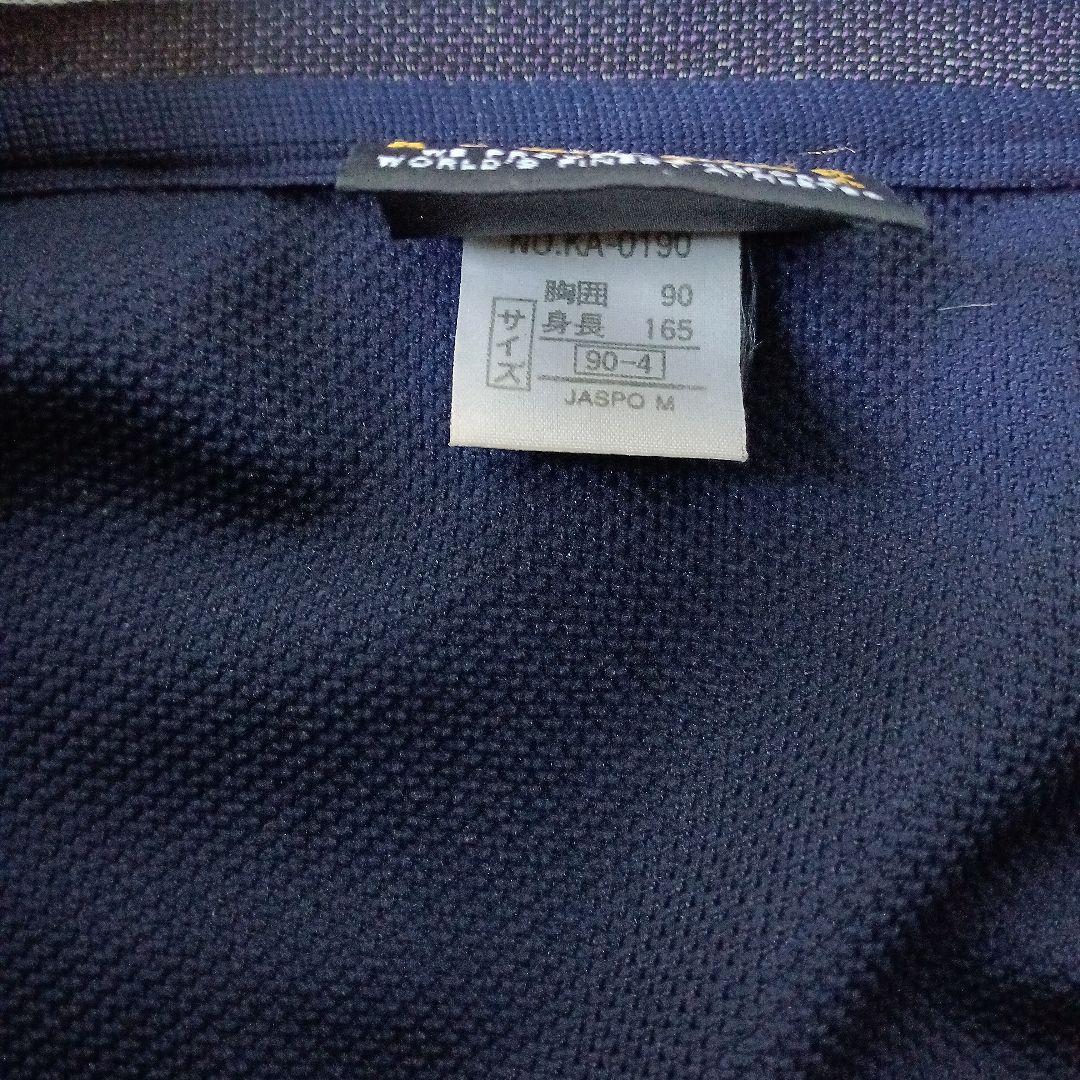 WORLD'S FINEST ATHLETES
NO.KA-0190
サイズ
胸囲 90
身長 165
90-4
JASPO M